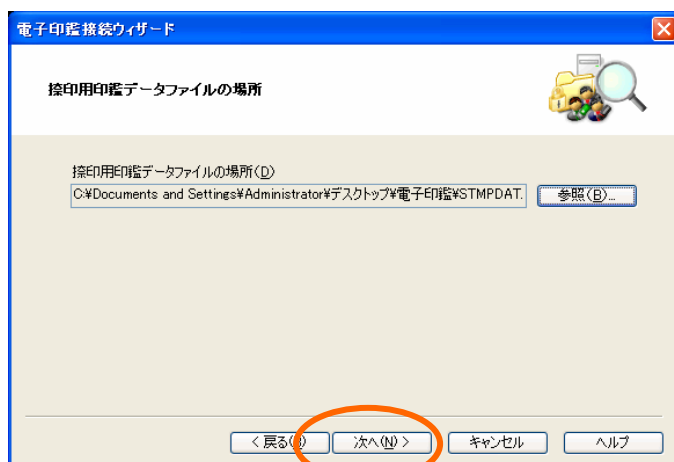 電子印鑑接続ウィザード
捺印用印鑑データファイルの場所
捺印用印鑑データファイルの場所(D)
C:¥Documents and Settings¥Administrator¥デスクトップ¥電子印鑑¥STMPDAT.
参照(B)...
< 戻る(B)
次へ(N) >
キャンセル
ヘルプ